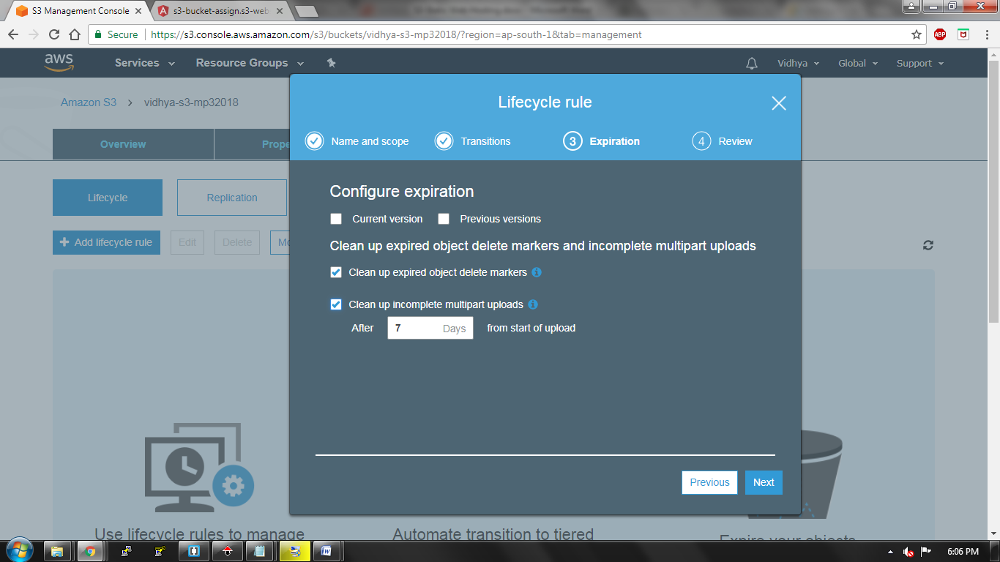 S3 Management Console
s3-bucket-assign.s3-web
Secure
https://s3.console.aws.amazon.com/s3/buckets/vidhya-s3-mp32018/?region=ap-south-1&tab=management
ABP
aws
Services
Resource Groups
Vidhya
Global
Support
Amazon S3 > vidhya-s3-mp32018
Overview
Prope
Lifecycle
Replication
+ Add lifecycle rule
Edit
Delete
Mo
Lifecycle rule
Name and scope
Transitions
3 Expiration
4 Review
Configure expiration
Current version
Previous versions
Clean up expired object delete markers and incomplete multipart uploads
Clean up expired object delete markers
Clean up incomplete multipart uploads
After 7 Days from start of upload
Previous
Next
Use lifecycle rules to manage
Automate transition to tiered
Expire your objects
6:06 PM